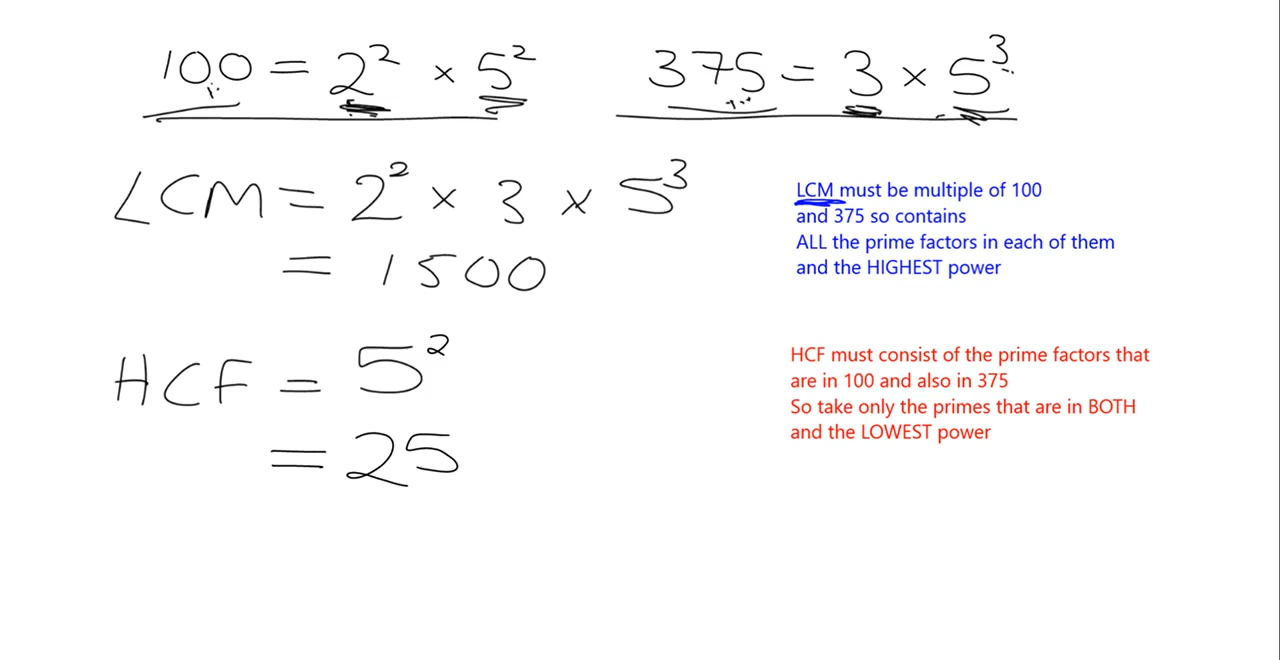 100 = 2² × 5²
375 = 3 × 5³
LCM = 2² × 3 × 5³
= 1500
LCM must be multiple of 100
and 375 so contains
ALL the prime factors in each of them
and the HIGHEST power
HCF = 5²
= 25
HCF must consist of the prime factors that
are in 100 and also in 375
So take only the primes that are in BOTH
and the LOWEST power